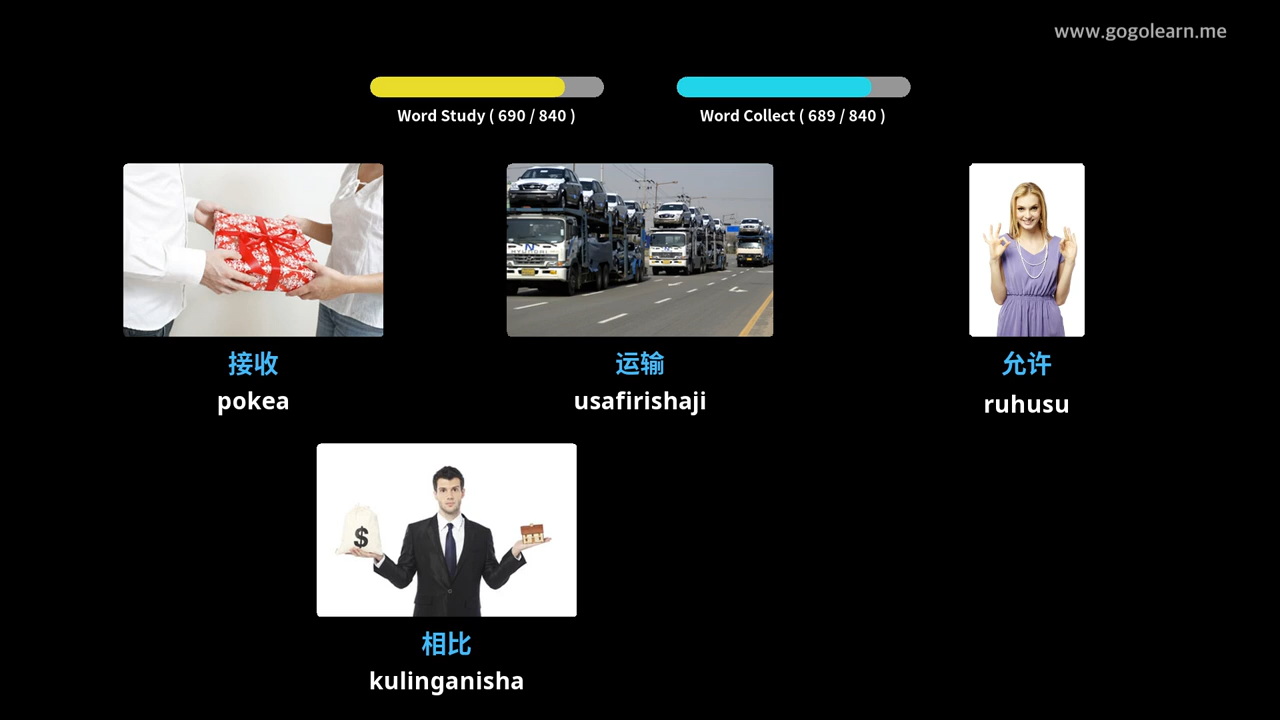 www.gogolearn.me
Word Study ( 690 / 840 )
Word Collect ( 689 / 840 )
接收
pokea
运输
usafirishaji
允许
ruhusu
$
相比
kulinganisha